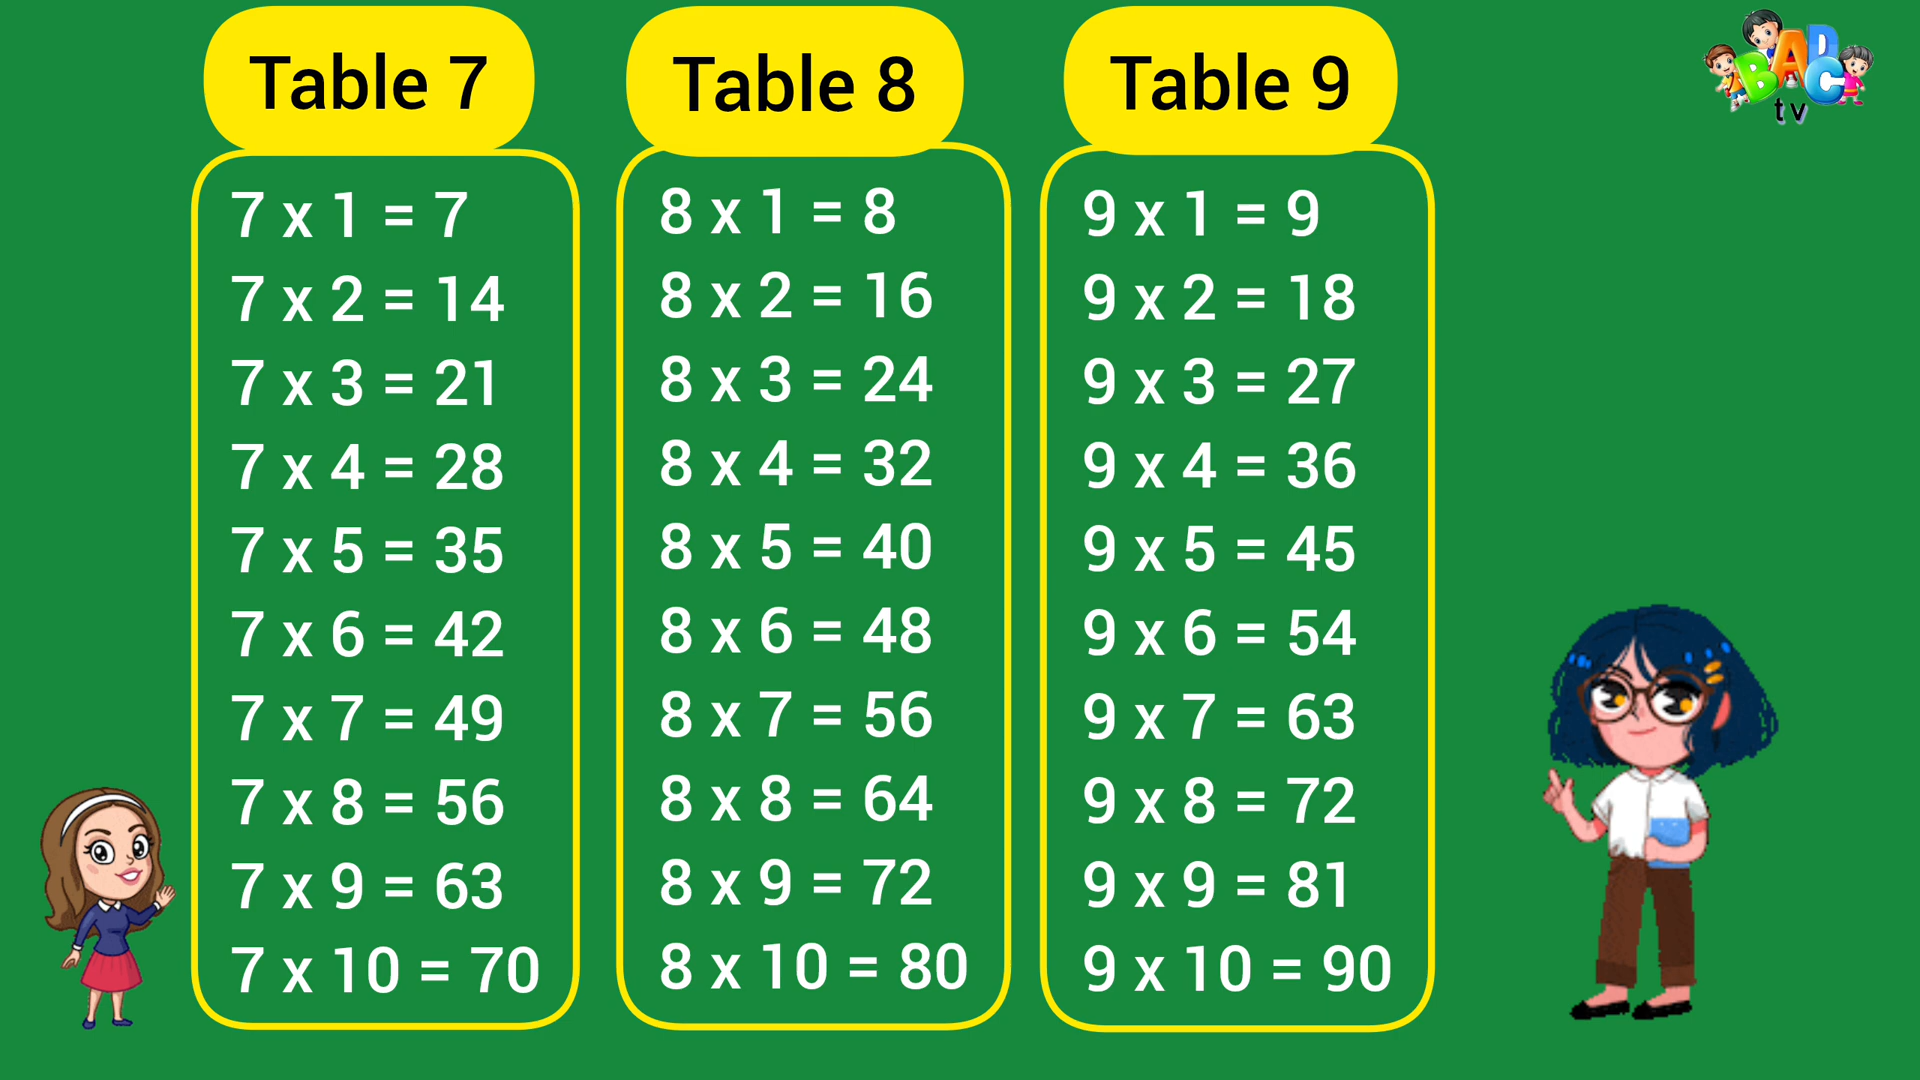 Table 7
7 x 1 = 7
7 x 2 = 14
7 x 3 = 21
7 x 4 = 28
7 x 5 = 35
7 x 6 = 42
7 x 7 = 49
7 x 8 = 56
7 x 9 = 63
7 x 10 = 70
Table 8
8 x 1 = 8
8 x 2 = 16
8 x 3 = 24
8 x 4 = 32
8 x 5 = 40
8 x 6 = 48
8 x 7 = 56
8 x 8 = 64
8 x 9 = 72
8 x 10 = 80
Table 9
9 x 1 = 9
9 x 2 = 18
9 x 3 = 27
9 x 4 = 36
9 x 5 = 45
9 x 6 = 54
9 x 7 = 63
9 x 8 = 72
9 x 9 = 81
9 x 10 = 90
BADC
tv